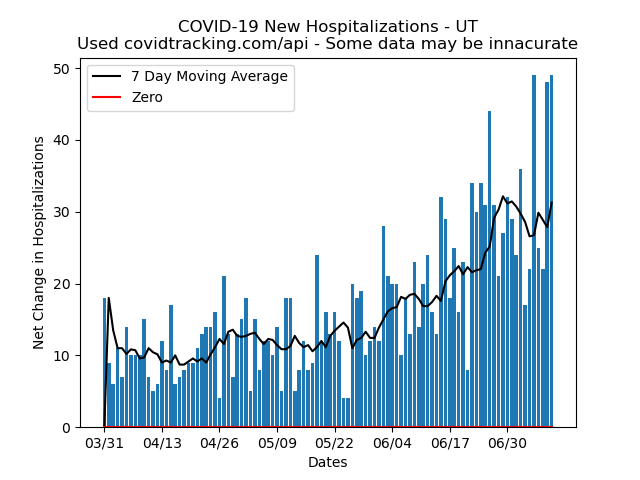 COVID-19 New Hospitalizations - UT
Used covidtracking.com/api - Some data may be innacurate
7 Day Moving Average
Zero
Net Change in Hospitalizations
50
40
30
20
10
0
03/31 04/13 04/26 05/09 05/22 06/04 06/17 06/30
Dates